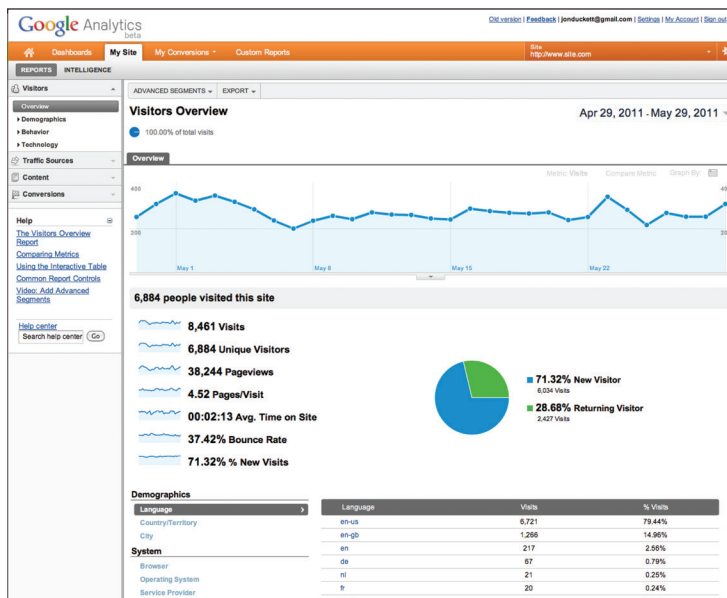 Google Analytics
beta
Old version | Feedback | jonduckett@gmail.com | Settings | My Account | Sign out
Dashboards My Site My Conversions Custom Reports
Site
http://www.site.com
REPORTS INTELLIGENCE
Visitors
Overview
Demographics
Behavior
Technology
Traffic Sources
Content
Conversions
Help
The Visitors Overview
Report
Comparing Metrics
Using the Interactive Table
Common Report Controls
Video: Add Advanced
Segments
Help center
Search help center Go
ADVANCED SEGMENTS EXPORT
Visitors Overview
Apr 29, 2011 - May 29, 2011
100.00% of total visits
Overview
Metric: Visits Compare Metric Graph By:
400
200
May 1 May 8 May 15 May 22
6,884 people visited this site
8,461 Visits
6,884 Unique Visitors
38,244 Pageviews
4.52 Pages/Visit
00:02:13 Avg. Time on Site
37.42% Bounce Rate
71.32% % New Visits
71.32% New Visitor
6,034 Visits
28.68% Returning Visitor
2,427 Visits
Demographics
Language
Country/Territory
City
System
Browser
Operating System
Service Provider
Language Visits % Visits
en-us 6,721 79.44%
en-gb 1,266 14.96%
en 217 2.56%
de 67 0.79%
nl 21 0.25%
fr 20 0.24%